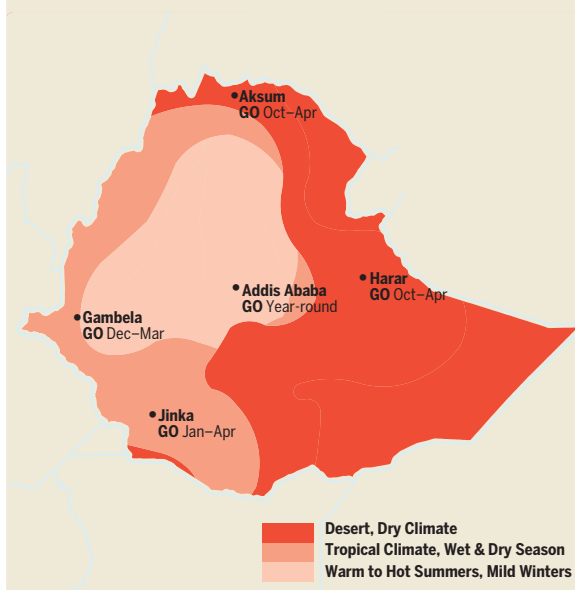 Aksum
GO Oct–Apr
Harar
GO Oct–Apr
Addis Ababa
GO Year-round
Gambela
GO Dec–Mar
Jinka
GO Jan–Apr
Desert, Dry Climate
Tropical Climate, Wet & Dry Season
Warm to Hot Summers, Mild Winters